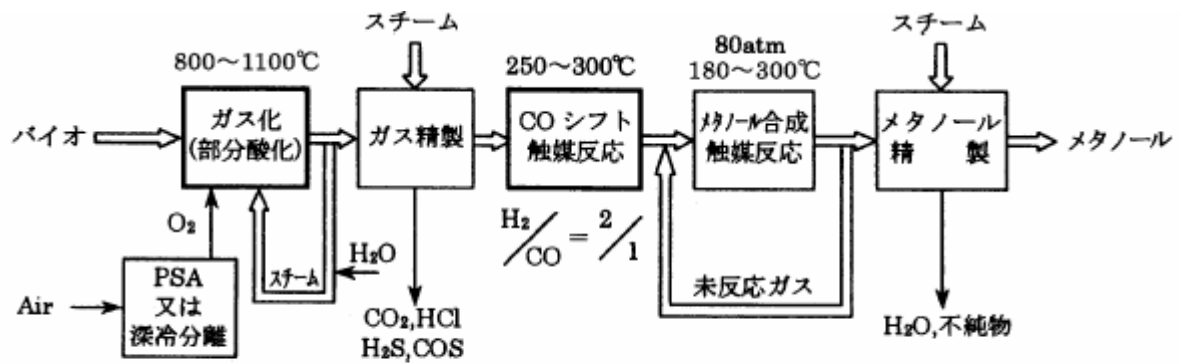 スチーム
スチーム
800～1100℃
250～300℃
80atm
180～300℃
バイオ
ガス化
(部分酸化)
ガス精製
COシフト
触媒反応
メタノール合成
触媒反応
メタノール
精　製
メタノール
O₂
スチーム
H₂O
H₂/CO = 2/1
未反応ガス
Air
PSA
又は
深冷分離
CO₂,HCl
H₂S,COS
H₂O,不純物